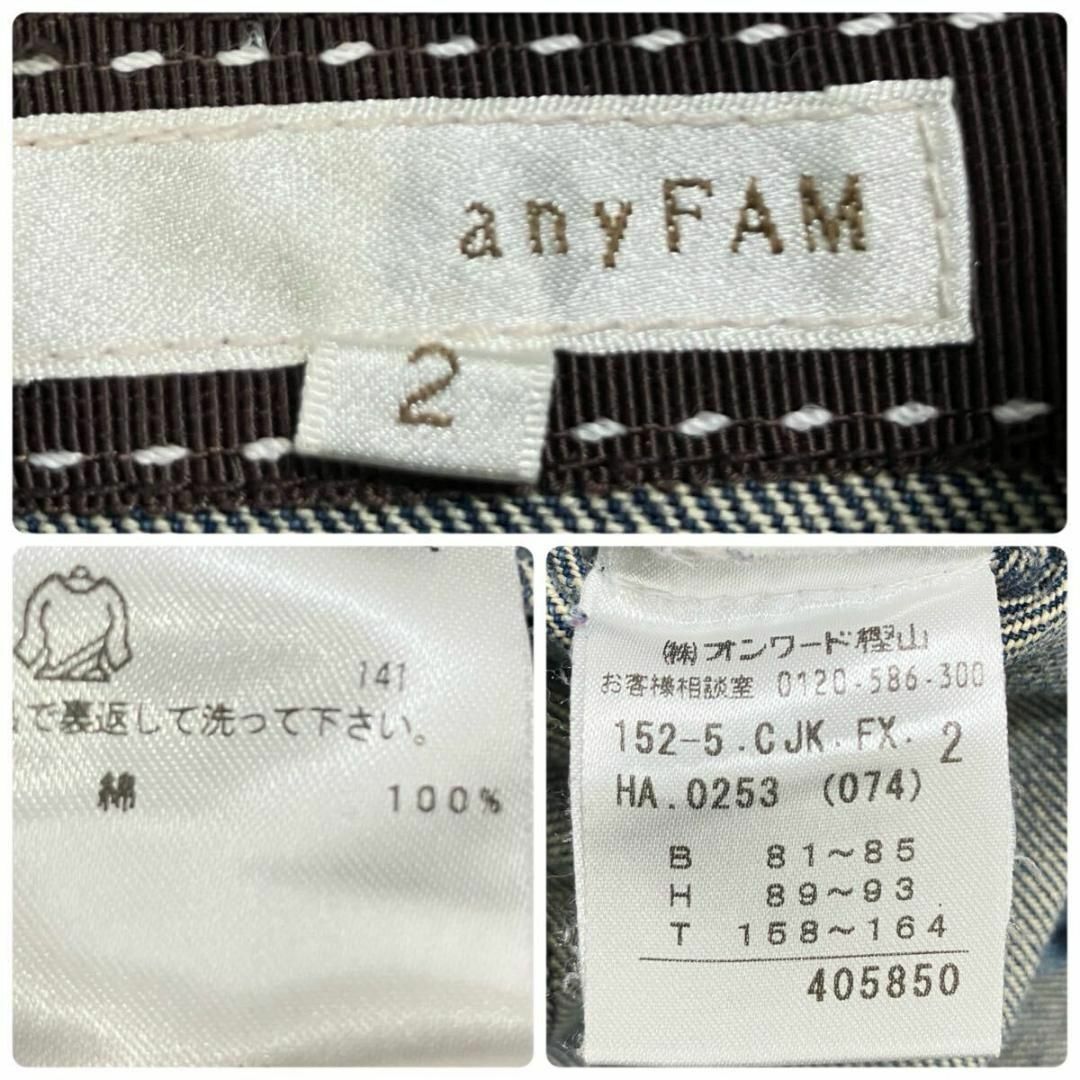 anyFAM
2
141
で裏返して洗って下さい。
綿 100%
(株)オンワード樫山
お客様相談室 0120-586-300
152-5.CJK.FX. 2
HA.0253 (074)
B 81~85
H 89~93
T 158~164
405850